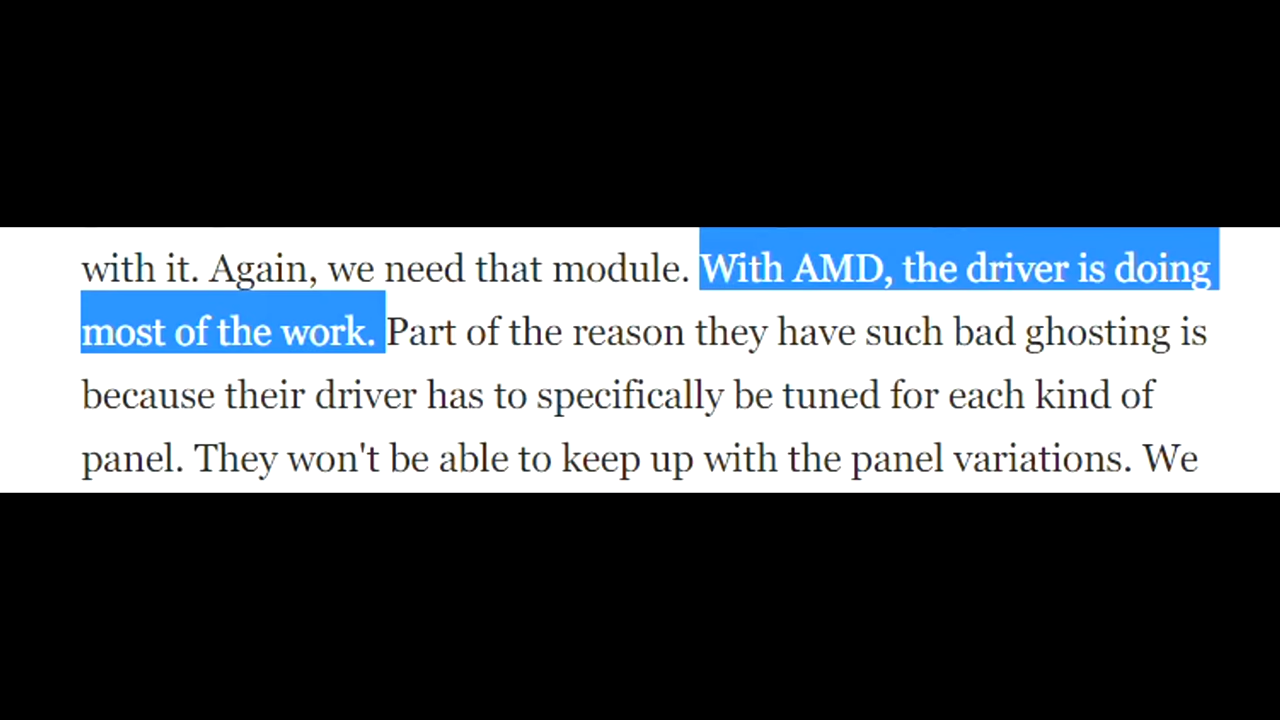 with it. Again, we need that module. With AMD, the driver is doing
most of the work. Part of the reason they have such bad ghosting is
because their driver has to specifically be tuned for each kind of
panel. They won't be able to keep up with the panel variations. We